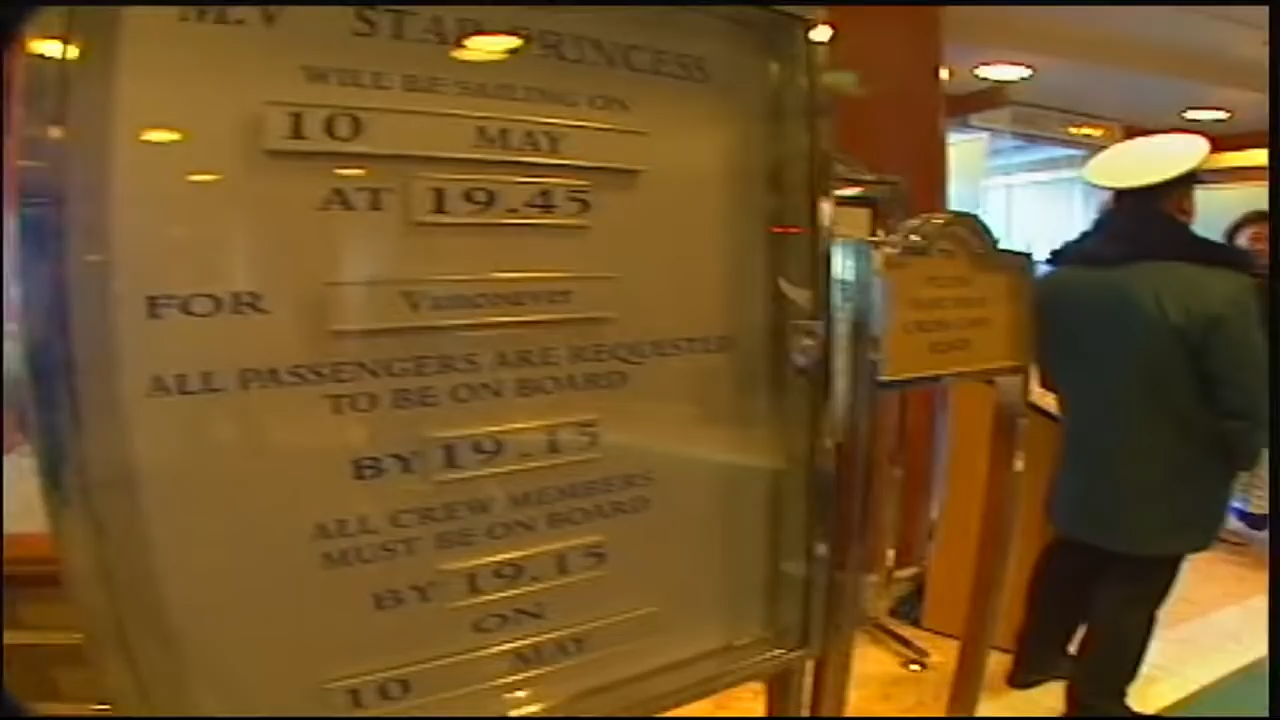 M.V STAR PRINCESS
WILL BE SAILING ON
10 MAY
AT 19.45
FOR Vancouver
ALL PASSENGERS ARE REQUESTED
TO BE ON BOARD
BY 19.15
ALL CREW MEMBERS
MUST BE ON BOARD
BY 19.15
ON
10 MAY